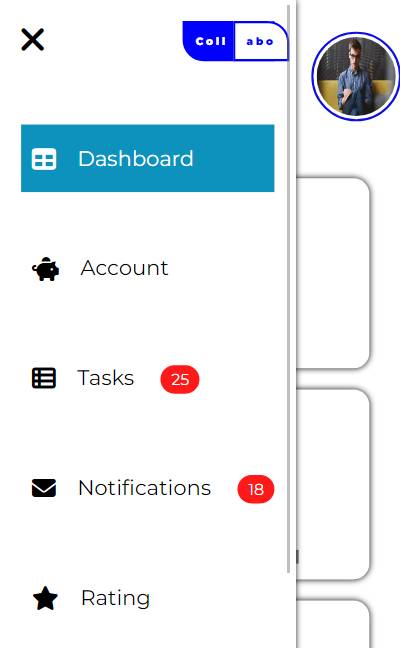 Coll abo
Dashboard
Account
Tasks 25
Notifications 18
Rating